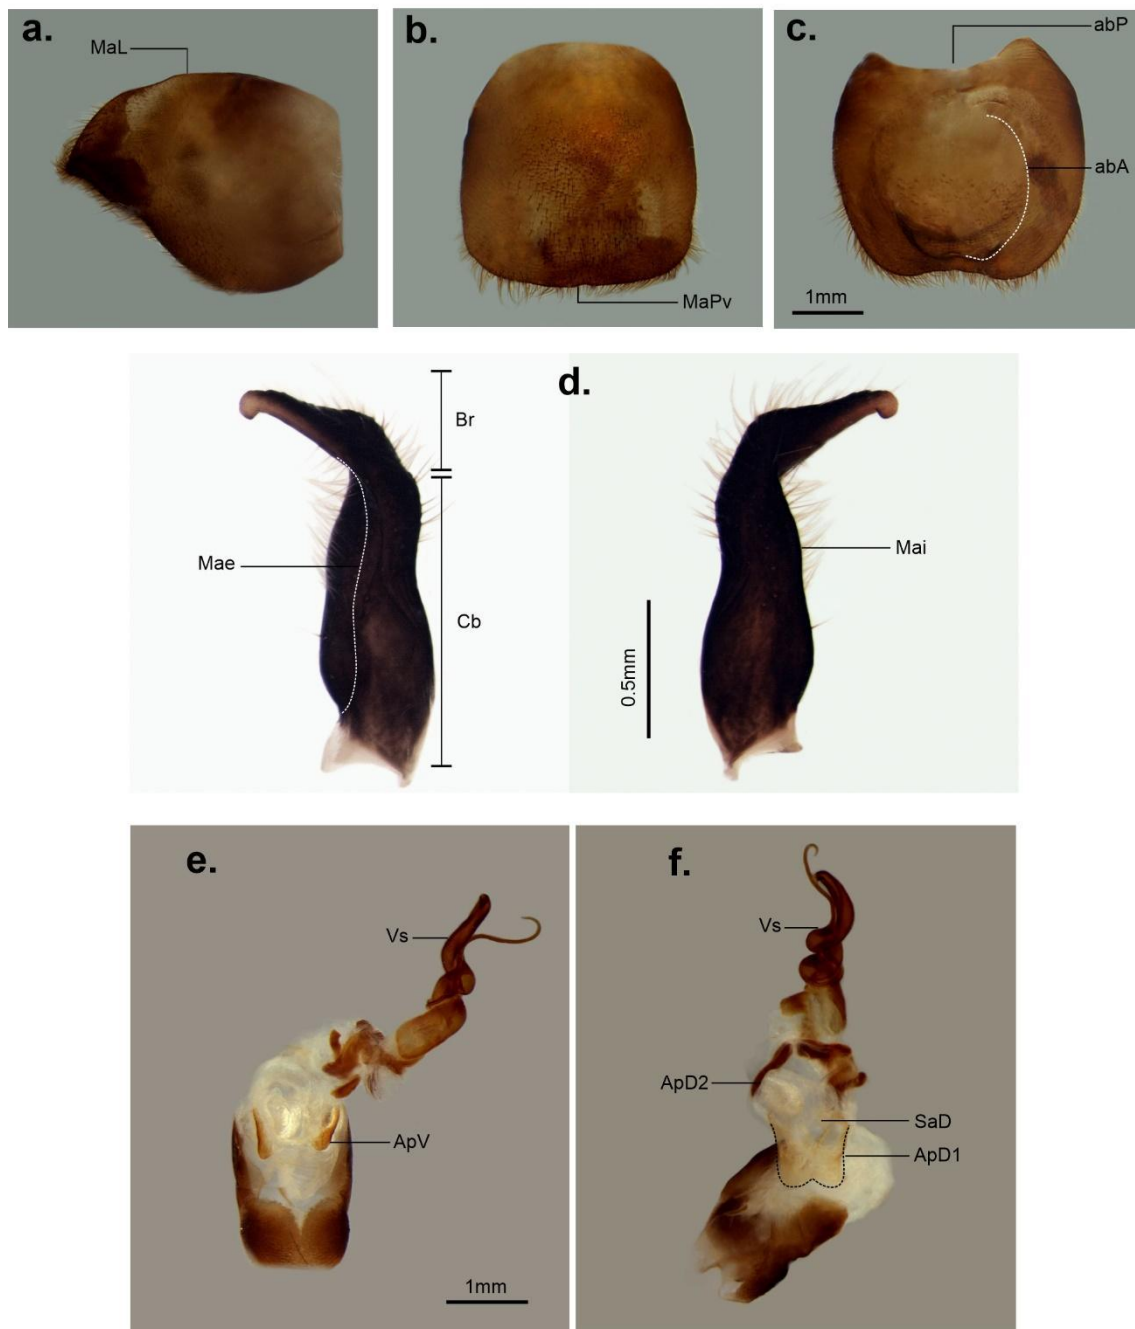 a.
MaL
b.
MaPv
c.
abP
abA
1mm
d.
Br
Mae
Cb
Mai
0.5mm
e.
Vs
ApV
1mm
f.
Vs
ApD2
SaD
ApD1